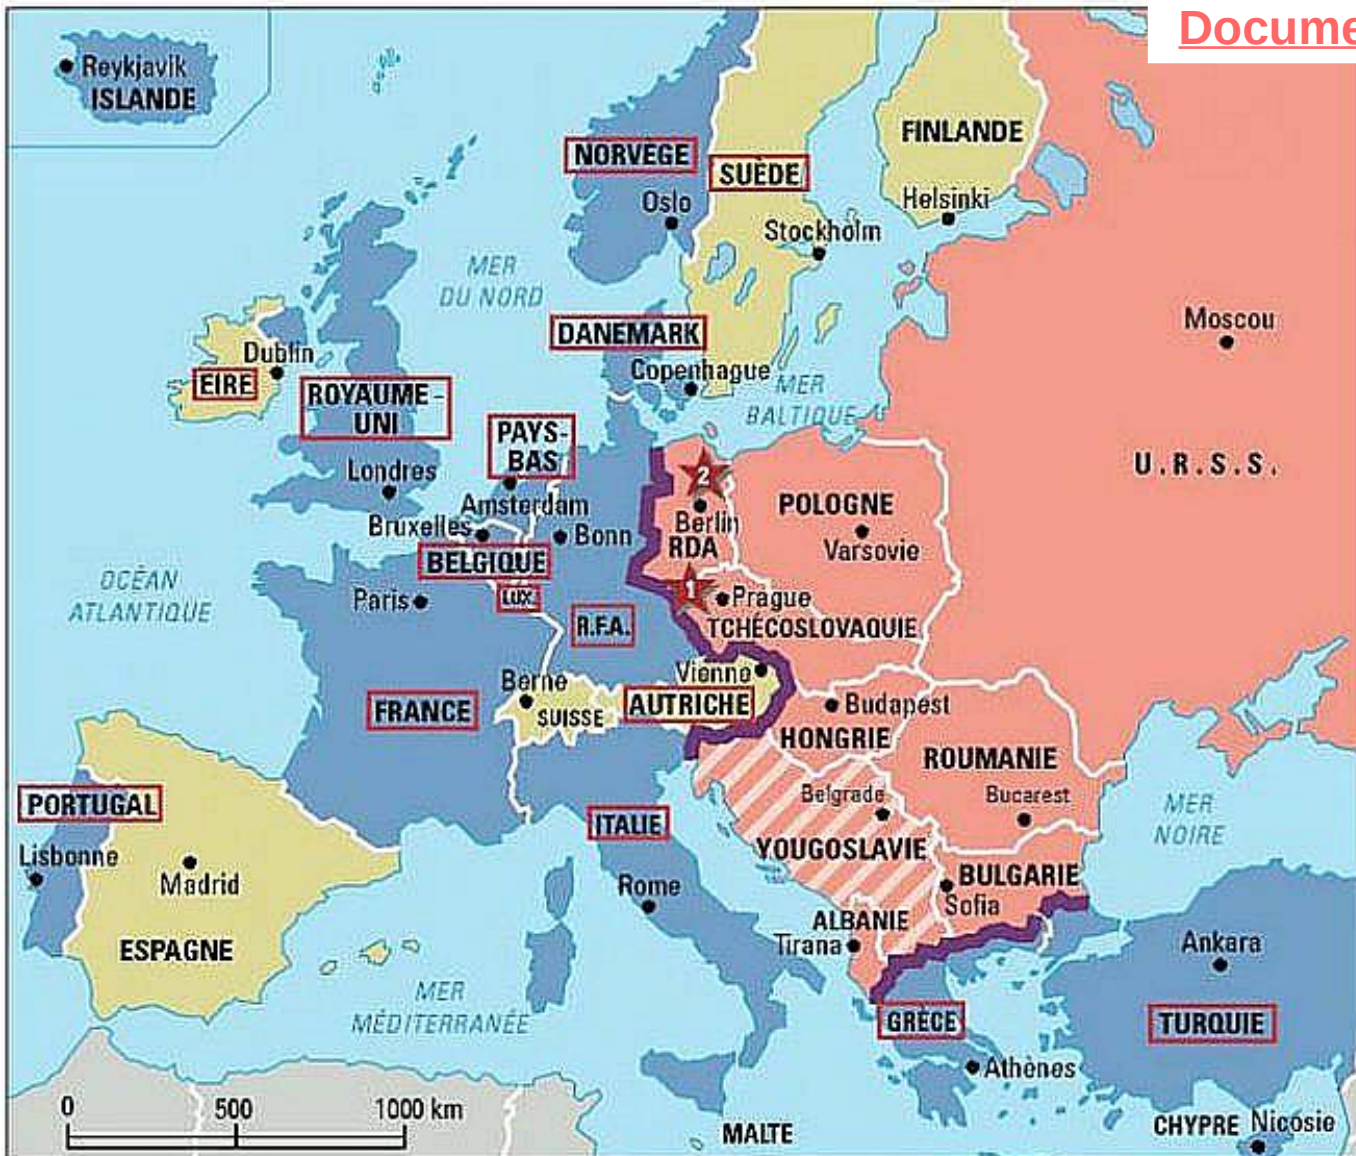 Docume
Reykjavik
ISLANDE
NORVÈGE
SUÈDE
FINLANDE
Oslo
Helsinki
Stockholm
MER
DU NORD
Moscou
DANEMARK
Dublin
Copenhague
EIRE
MER
BALTIQUE
ROYAUME-
UNI
PAYS-
BAS
U.R.S.S.
Londres
2
POLOGNE
Amsterdam
Berlin
Bruxelles
Bonn
RDA
Varsovie
BELGIQUE
OCÉAN
ATLANTIQUE
1
Paris
LUX.
Prague
R.F.A.
TCHÉCOSLOVAQUIE
Vienne
Berne
AUTRICHE
Budapest
FRANCE
SUISSE
HONGRIE
ROUMANIE
PORTUGAL
Belgrade
Bucarest
MER
NOIRE
ITALIE
Lisbonne
YOUGOSLAVIE
Madrid
Rome
BULGARIE
Sofia
ALBANIE
Tirana
ESPAGNE
Ankara
MER
MÉDITERRANÉE
GRÈCE
TURQUIE
Athènes
0 500 1000 km
MALTE
CHYPRE Nicosie